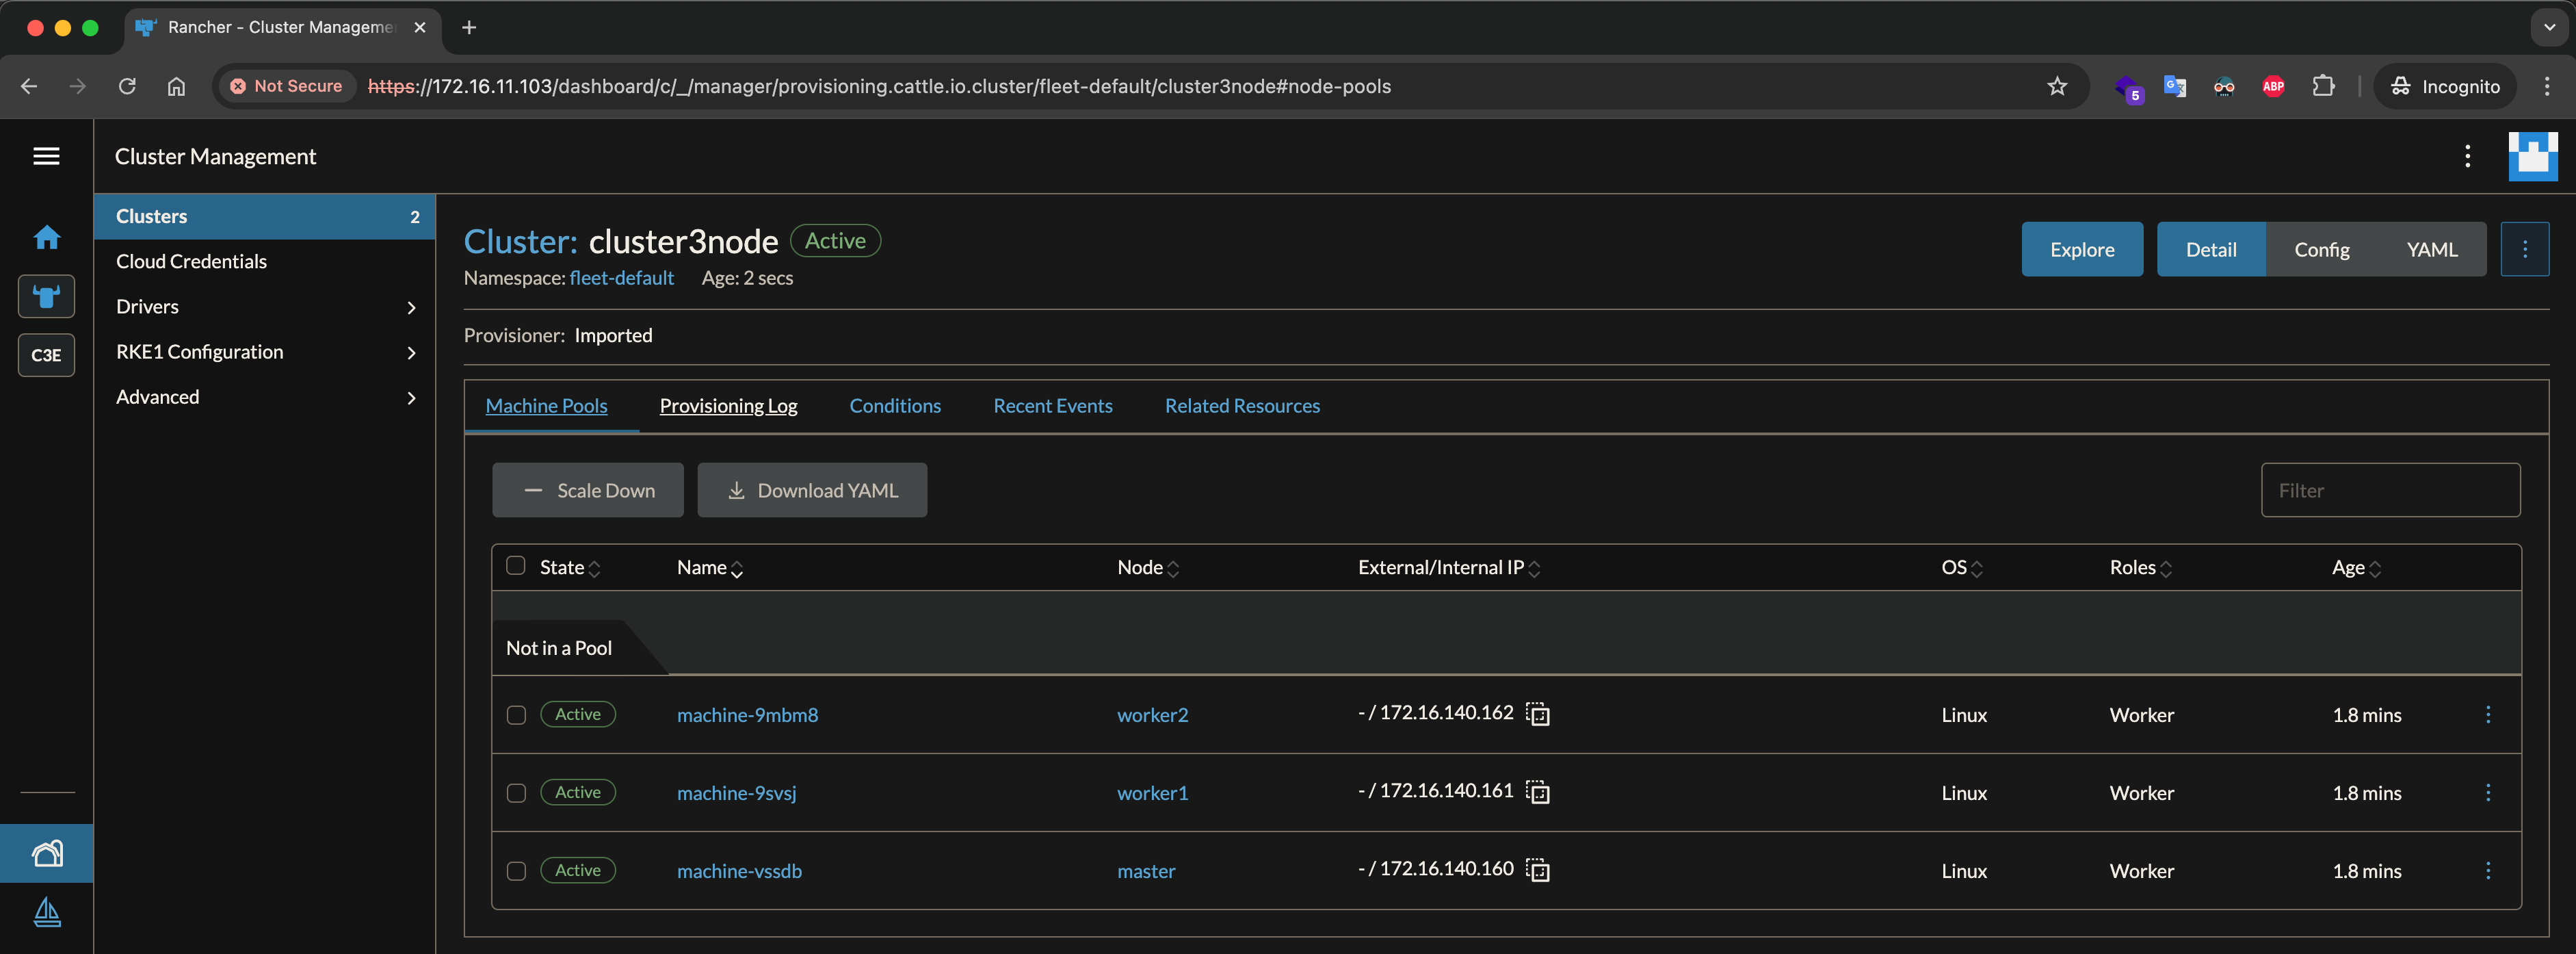 Rancher - Cluster Manageme
Not Secure https://172.16.11.103/dashboard/c/_/manager/provisioning.cattle.io.cluster/fleet-default/cluster3node#node-pools
5
ABP
Incognito
Cluster Management
C3E
Clusters 2
Cloud Credentials
Drivers
RKE1 Configuration
Advanced
Cluster: cluster3node Active
Namespace: fleet-default Age: 2 secs
Explore Detail Config YAML
Provisioner: Imported
Machine Pools Provisioning Log Conditions Recent Events Related Resources
Scale Down Download YAML Filter
State Name Node External/Internal IP OS Roles Age
Not in a Pool
Active machine-9mbm8 worker2 - / 172.16.140.162 Linux Worker 1.8 mins
Active machine-9svsj worker1 - / 172.16.140.161 Linux Worker 1.8 mins
Active machine-vssdb master - / 172.16.140.160 Linux Worker 1.8 mins